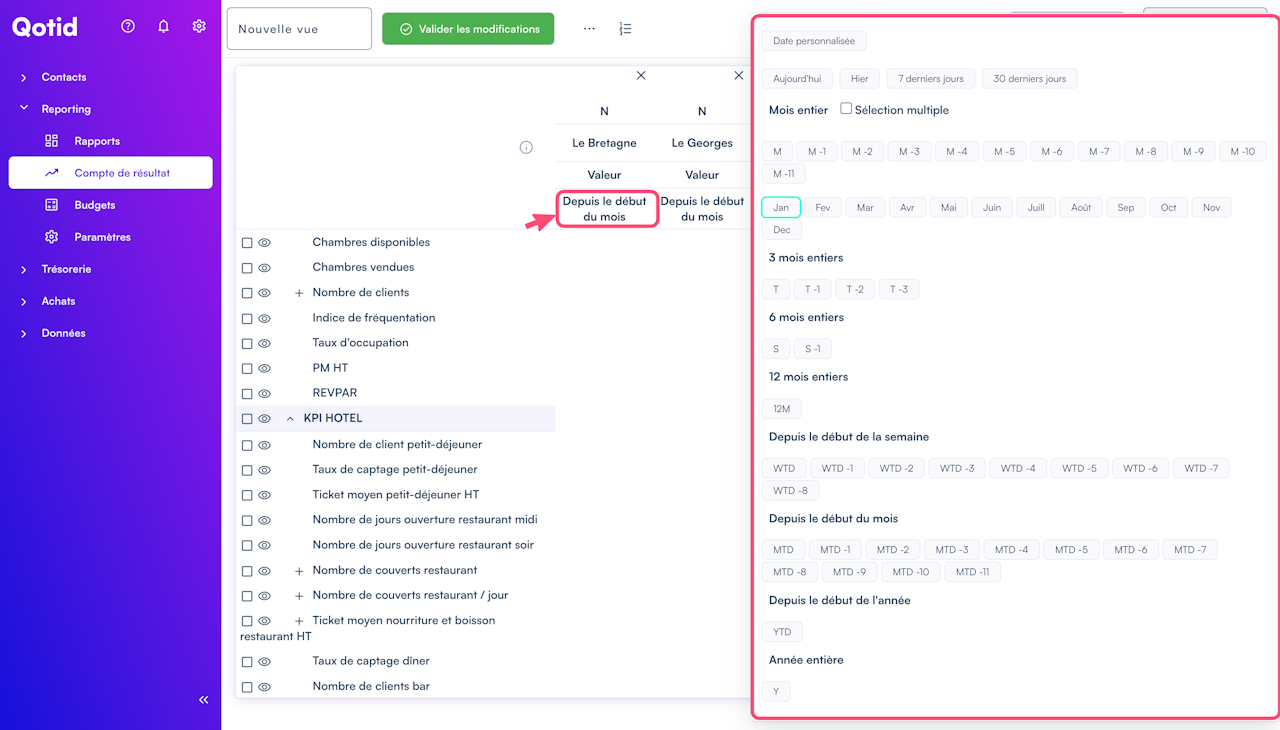 Qotid
Contacts
Reporting
Rapports
Compte de résultat
Budgets
Paramètres
Trésorerie
Achats
Données
Nouvelle vue
Valider les modifications
N
N
Le Bretagne
Le Georges
Valeur
Valeur
Depuis le début
du mois
Depuis le début
du mois
Chambres disponibles
Chambres vendues
Nombre de clients
Indice de fréquentation
Taux d'occupation
PM HT
REVPAR
KPI HOTEL
Nombre de client petit-déjeuner
Taux de captage petit-déjeuner
Ticket moyen petit-déjeuner HT
Nombre de jours ouverture restaurant midi
Nombre de jours ouverture restaurant soir
Nombre de couverts restaurant
Nombre de couverts restaurant / jour
Ticket moyen nourriture et boisson
restaurant HT
Taux de captage dîner
Nombre de clients bar
Date personnalisée
Aujourd'hui Hier 7 derniers jours 30 derniers jours
Mois entier Sélection multiple
M M -1 M -2 M -3 M -4 M -5 M -6 M -7 M -8 M -9 M -10
M -11
Jan Fev Mar Avr Mai Juin Juill Août Sep Oct Nov
Dec
3 mois entiers
T T -1 T -2 T -3
6 mois entiers
S S -1
12 mois entiers
12M
Depuis le début de la semaine
WTD WTD -1 WTD -2 WTD -3 WTD -4 WTD -5 WTD -6 WTD -7
WTD -8
Depuis le début du mois
MTD MTD -1 MTD -2 MTD -3 MTD -4 MTD -5 MTD -6 MTD -7
MTD -8 MTD -9 MTD -10 MTD -11
Depuis le début de l'année
YTD
Année entière
Y